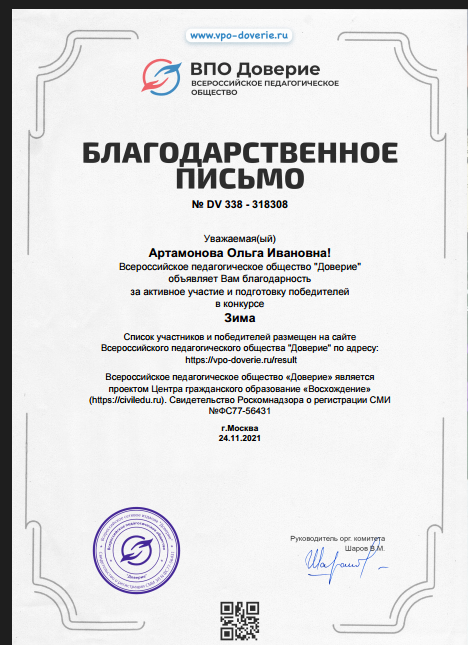 www.vpo-doverie.ru
ВПО Доверие
ВСЕРОССИЙСКОЕ ПЕДАГОГИЧЕСКОЕ
ОБЩЕСТВО
БЛАГОДАРСТВЕННОЕ
ПИСЬМО
№ DV 338 - 318308
Уважаемая(ый)
Артамонова Ольга Ивановна!
Всероссийское педагогическое общество "Доверие"
объявляет Вам благодарность
за активное участие и подготовку победителей
в конкурсе
Зима
Список участников и победителей размещен на сайте
Всероссийского педагогического общества "Доверие" по адресу:
https://vpo-doverie.ru/result
Всероссийское педагогическое общество «Доверие» является
проектом Центра гражданского образование «Восхождение»
(https://civiledu.ru). Свидетельство Роскомнадзора о регистрации СМИ
№ФС77-56431
г.Москва
24.11.2021
Руководитель орг. комитета
Шаров В.М.
"Доверие"